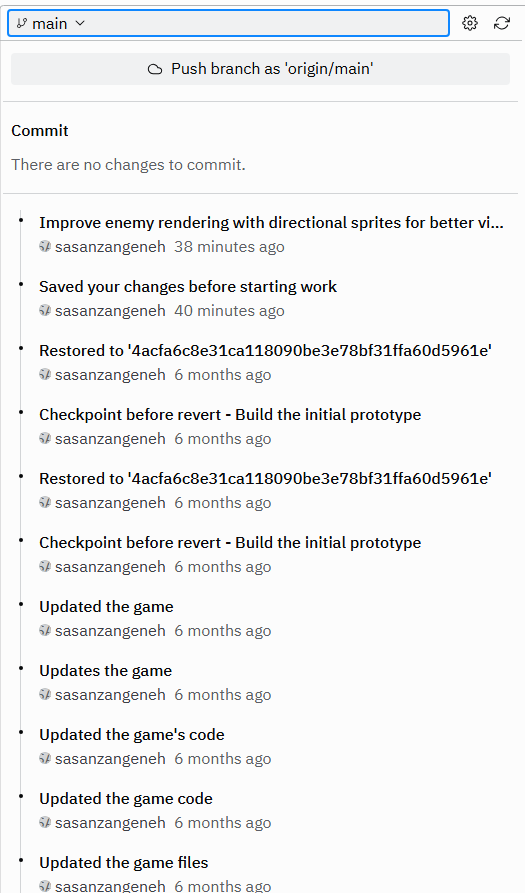 main
Push branch as 'origin/main'
Commit
There are no changes to commit.
Improve enemy rendering with directional sprites for better vi...
sasanzangeneh 38 minutes ago
Saved your changes before starting work
sasanzangeneh 40 minutes ago
Restored to '4acfa6c8e31ca118090be3e78bf31ffa60d5961e'
sasanzangeneh 6 months ago
Checkpoint before revert - Build the initial prototype
sasanzangeneh 6 months ago
Restored to '4acfa6c8e31ca118090be3e78bf31ffa60d5961e'
sasanzangeneh 6 months ago
Checkpoint before revert - Build the initial prototype
sasanzangeneh 6 months ago
Updated the game
sasanzangeneh 6 months ago
Updates the game
sasanzangeneh 6 months ago
Updated the game's code
sasanzangeneh 6 months ago
Updated the game code
sasanzangeneh 6 months ago
Updated the game files
sasanzangeneh 6 months ago